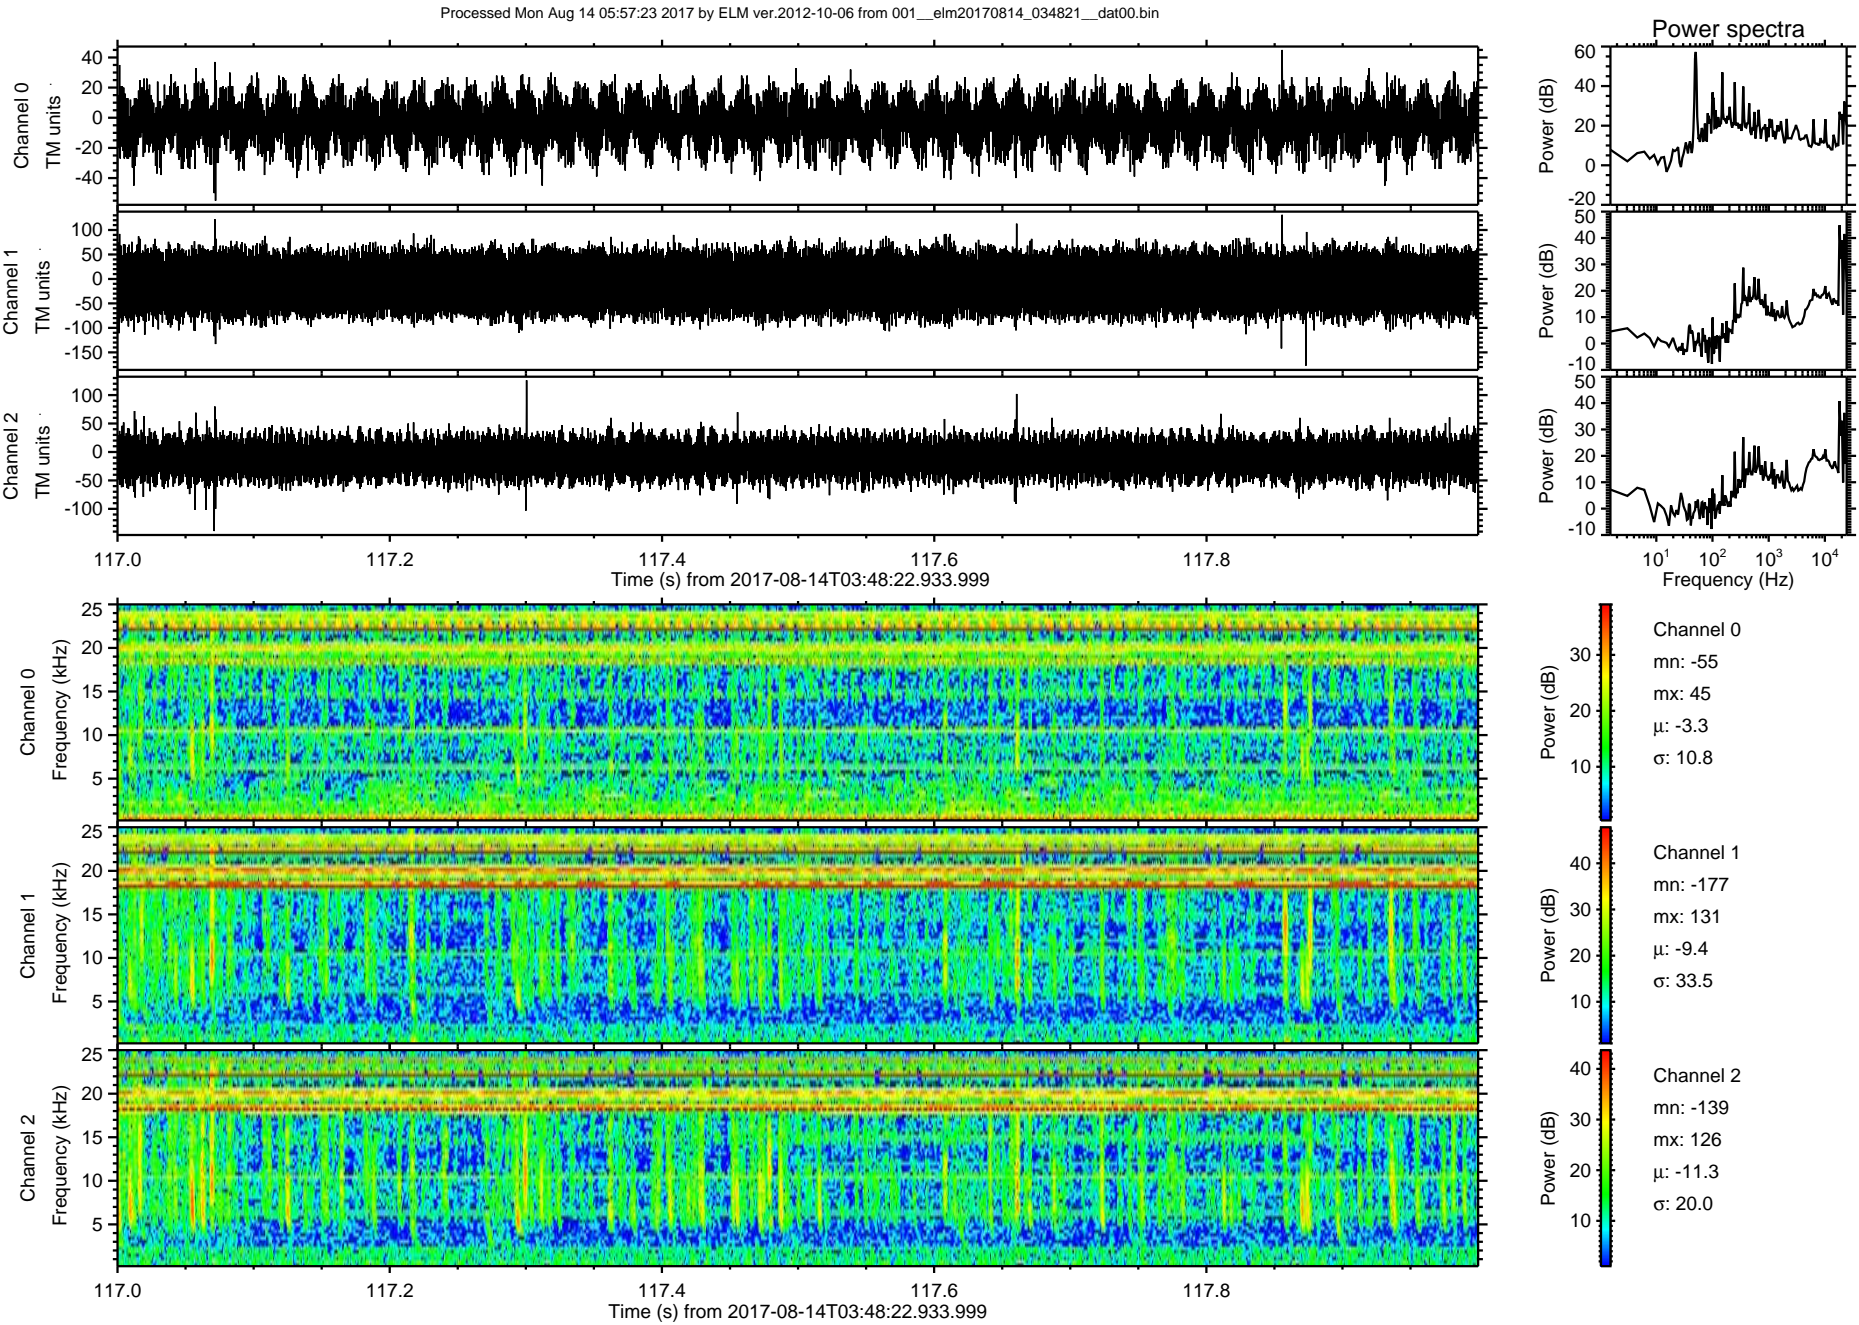 Processed Mon Aug 14 05:57:23 2017 by ELM ver.2012-10-06 from 001__elm20170814_034821__dat00.bin
Power spectra
Channel 0
TM units
40
20
0
-20
-40
Power (dB)
60
40
20
0
-20
Channel 1
TM units
100
50
0
-50
-100
-150
Power (dB)
50
40
30
20
10
0
-10
Channel 2
TM units
100
50
0
-50
-100
Power (dB)
50
40
30
20
10
0
-10
117.0 117.2 117.4 117.6 117.8
Time (s) from 2017-08-14T03:48:22.933.999
10^1 10^2 10^3 10^4
Frequency (Hz)
Channel 0
Frequency (kHz)
25
20
15
10
5
Power (dB)
30
20
10
Channel 0
mn: -55
mx: 45
μ: -3.3
σ: 10.8
Channel 1
Frequency (kHz)
25
20
15
10
5
Power (dB)
40
30
20
10
Channel 1
mn: -177
mx: 131
μ: -9.4
σ: 33.5
Channel 2
Frequency (kHz)
25
20
15
10
5
Power (dB)
40
30
20
10
Channel 2
mn: -139
mx: 126
μ: -11.3
σ: 20.0
117.0 117.2 117.4 117.6 117.8
Time (s) from 2017-08-14T03:48:22.933.999